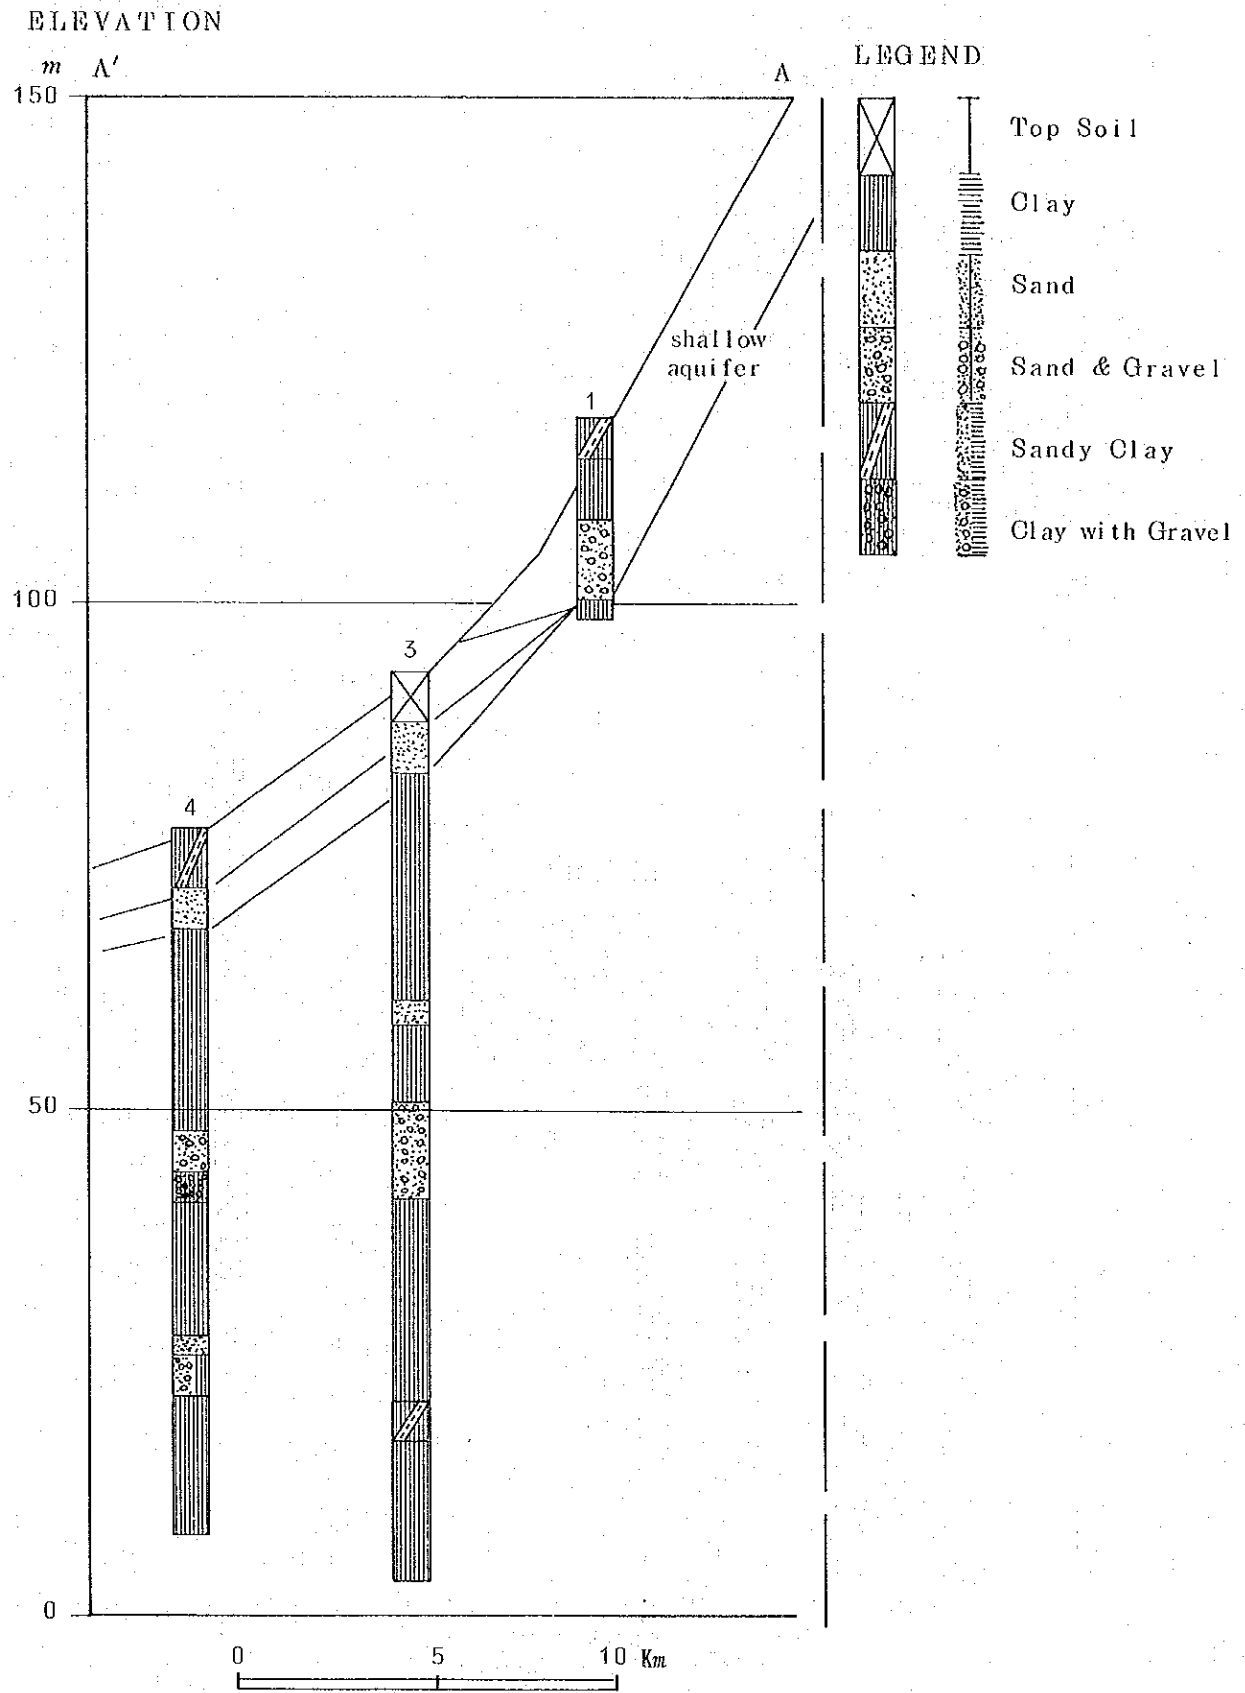 ELEVATION
m A' A
150
100
50
0
shallow
aquifer
1
3
4
0 5 10 Km
LEGEND
Top Soil
Clay
Sand
Sand & Gravel
Sandy Clay
Clay with Gravel